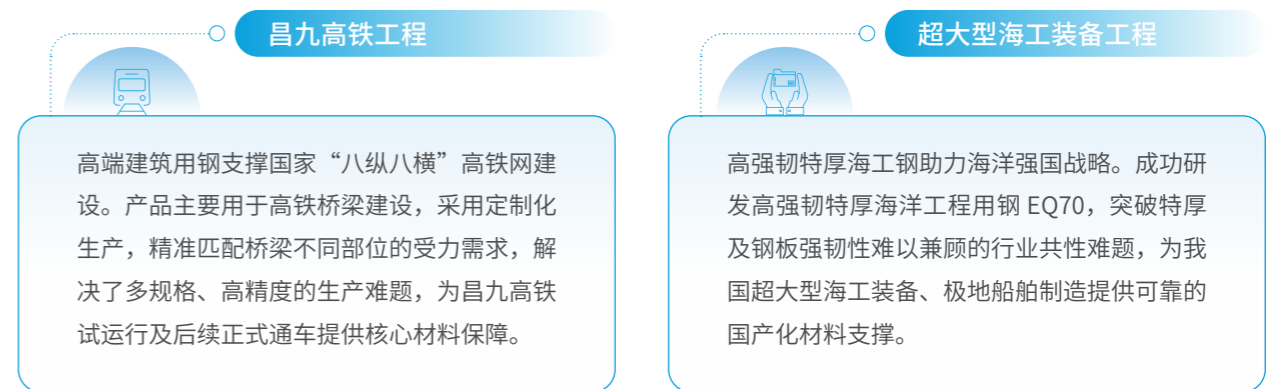 昌九高铁工程
高端建筑用钢支撑国家“八纵八横”高铁网建
设。产品主要用于高铁桥梁建设，采用定制化
生产，精准匹配桥梁不同部位的受力需求，解
决了多规格、高精度的生产难题，为昌九高铁
试运行及后续正式通车提供核心材料保障。
超大型海工装备工程
高强韧特厚海工钢助力海洋强国战略。成功研
发高强韧特厚海洋工程用钢 EQ70，突破特厚
及钢板强韧性难以兼顾的行业共性难题，为我
国超大型海工装备、极地船舶制造提供可靠的
国产化材料支撑。